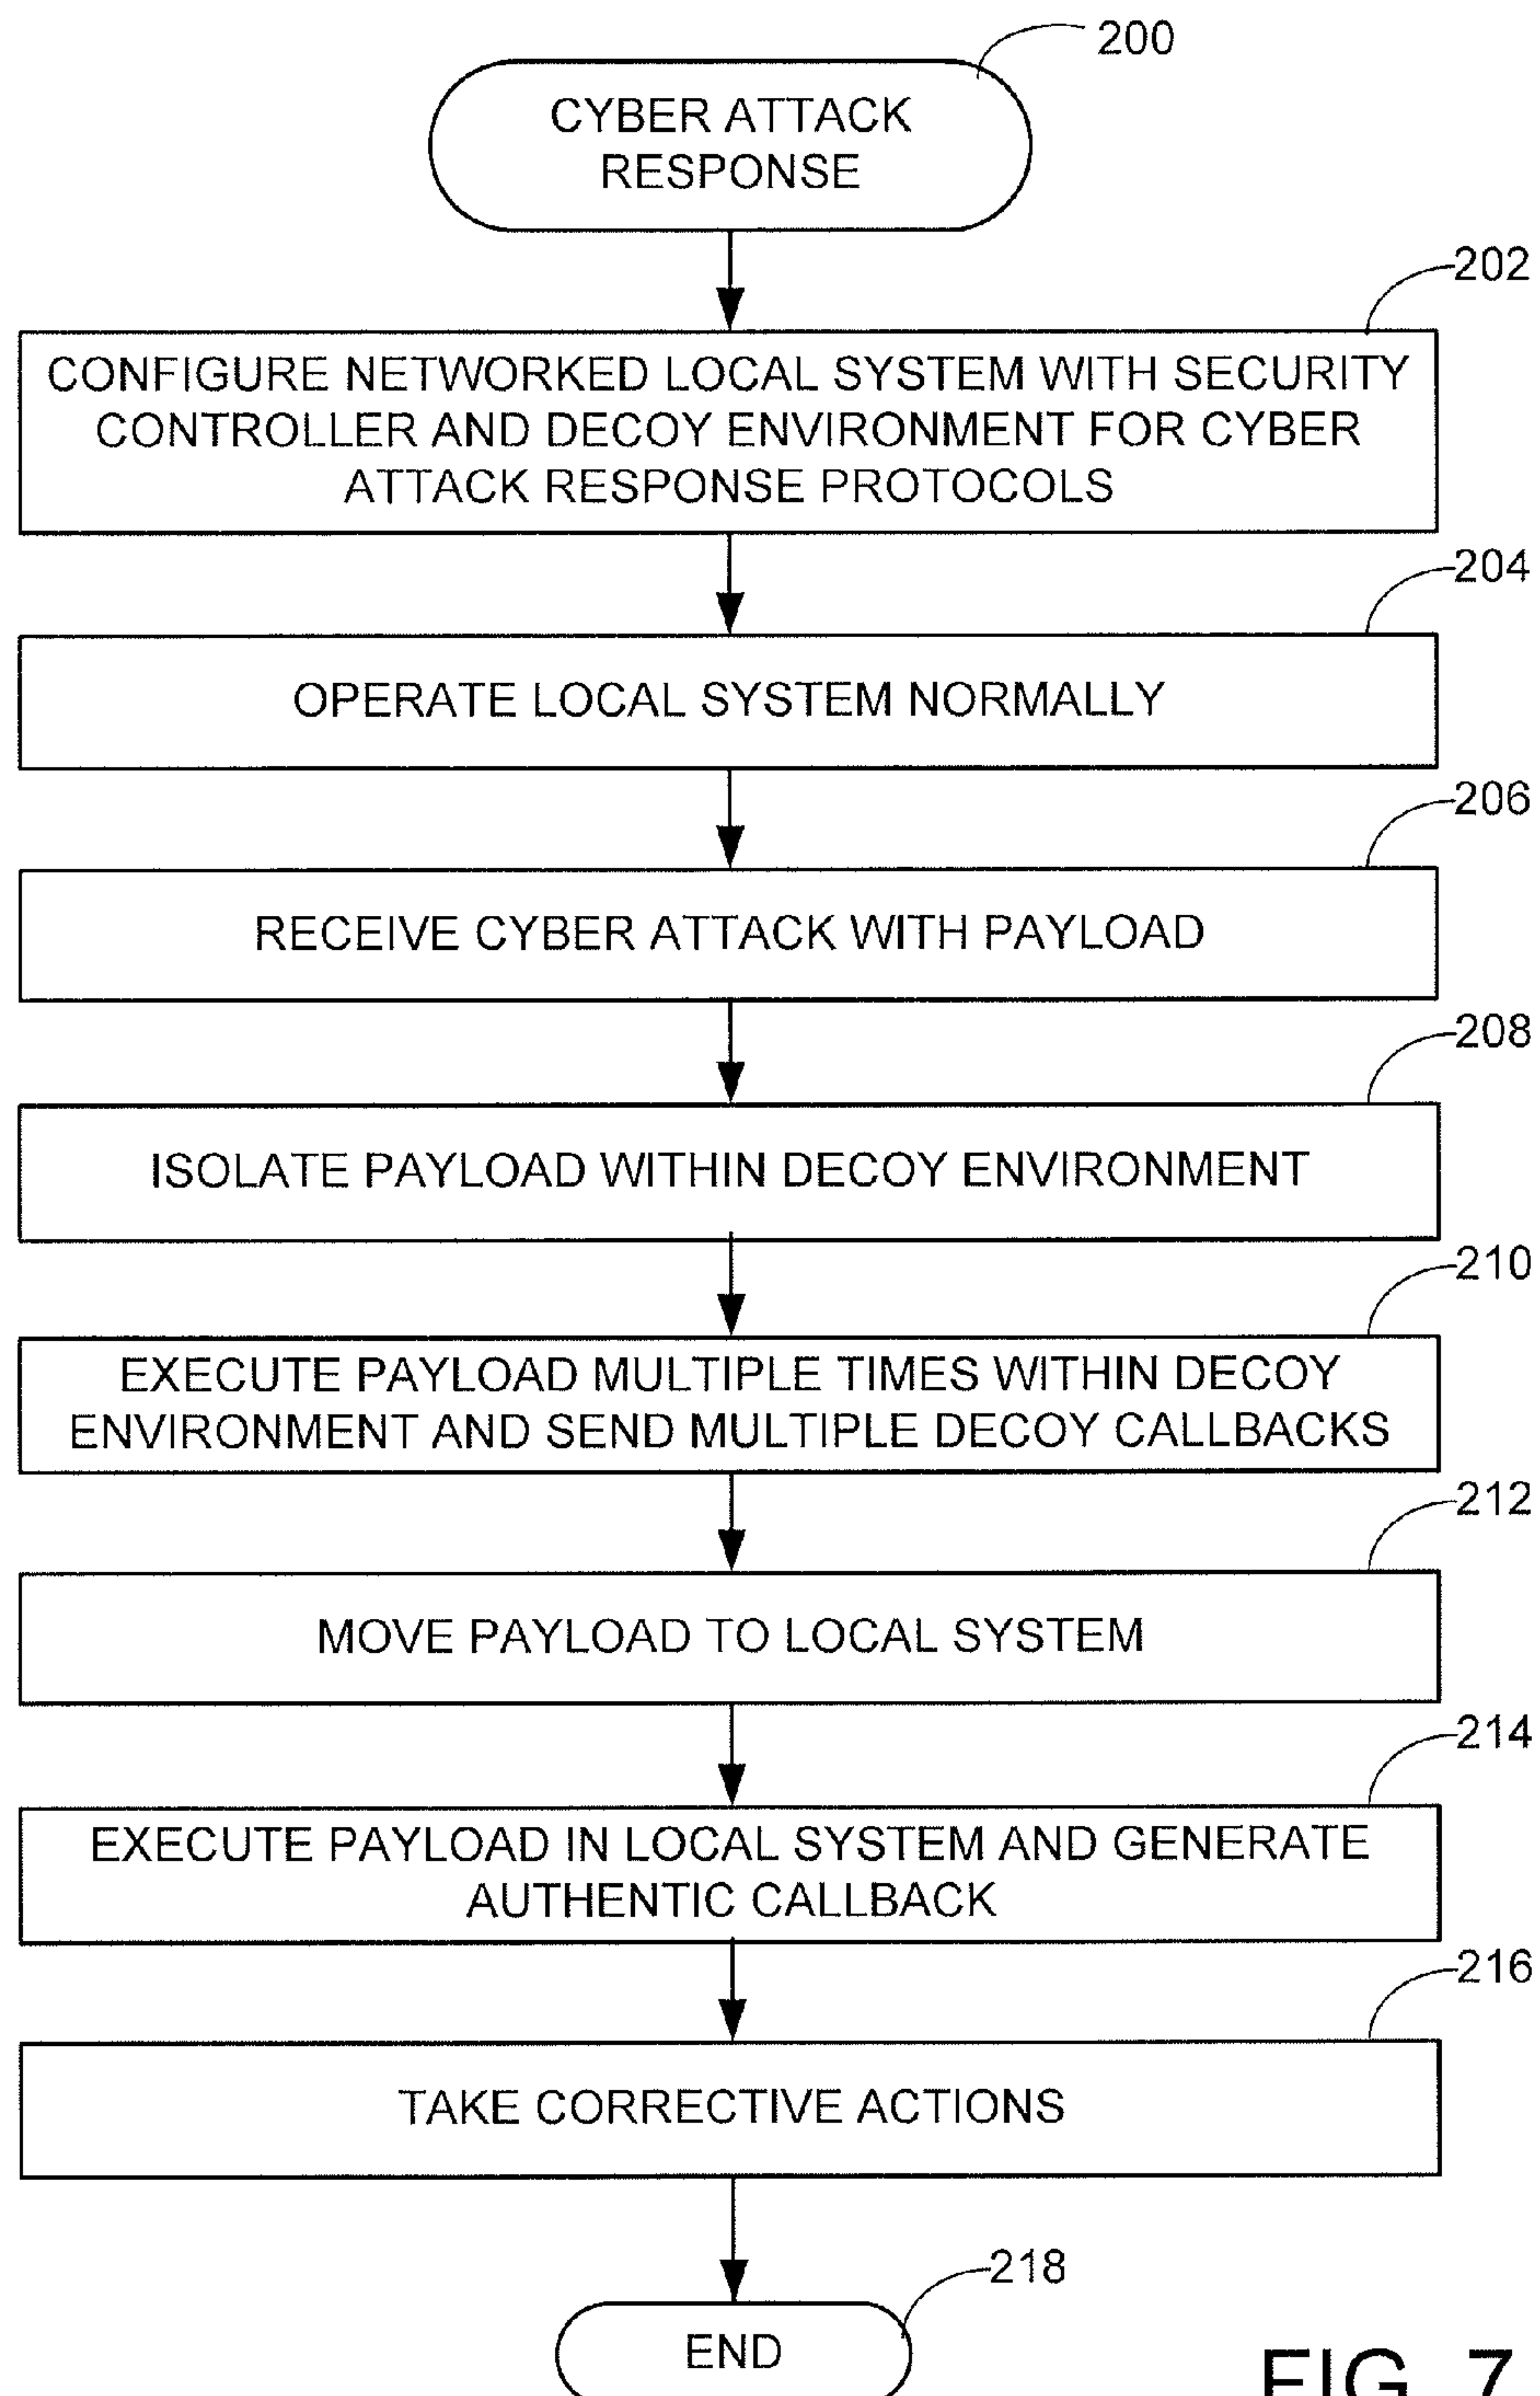 200
CYBER ATTACK
RESPONSE
202
CONFIGURE NETWORKED LOCAL SYSTEM WITH SECURITY
CONTROLLER AND DECOY ENVIRONMENT FOR CYBER
ATTACK RESPONSE PROTOCOLS
204
OPERATE LOCAL SYSTEM NORMALLY
206
RECEIVE CYBER ATTACK WITH PAYLOAD
208
ISOLATE PAYLOAD WITHIN DECOY ENVIRONMENT
210
EXECUTE PAYLOAD MULTIPLE TIMES WITHIN DECOY
ENVIRONMENT AND SEND MULTIPLE DECOY CALLBACKS
212
MOVE PAYLOAD TO LOCAL SYSTEM
214
EXECUTE PAYLOAD IN LOCAL SYSTEM AND GENERATE
AUTHENTIC CALLBACK
216
TAKE CORRECTIVE ACTIONS
218
END
FIG. 7